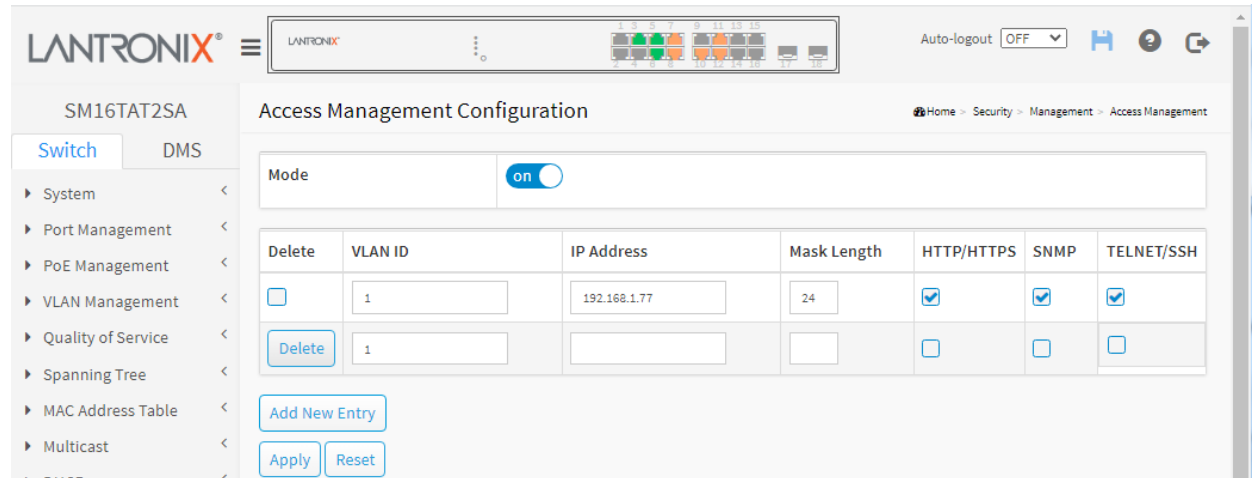 LANTRONIX®
LANTRONIX
1 3 5 7 9 11 13 15
2 4 6 8 10 12 14 16 17 18
Auto-logout OFF
SM16TAT2SA
Access Management Configuration
Home > Security > Management > Access Management
Switch DMS
Mode on
System
Port Management
PoE Management
VLAN Management
Quality of Service
Spanning Tree
MAC Address Table
Multicast
Delete VLAN ID IP Address Mask Length HTTP/HTTPS SNMP TELNET/SSH
1 192.168.1.77 24
Delete 1
Add New Entry
Apply Reset